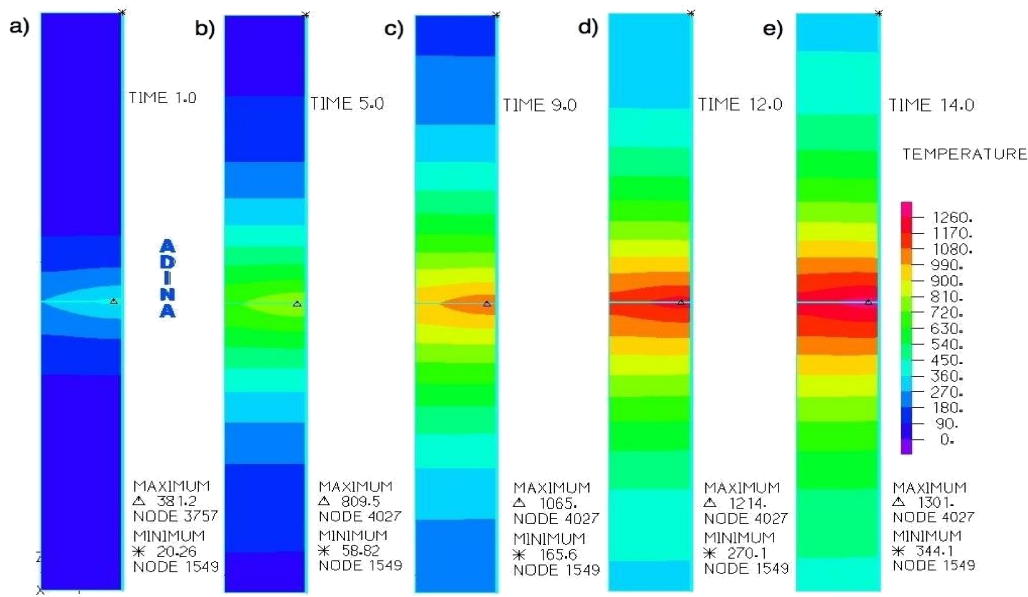 a)
TIME 1.0
ADINA
MAXIMUM
△ 381.2
NODE 3757
MINIMUM
* 20.26
NODE 1549
Z
X
b)
TIME 5.0
MAXIMUM
△ 809.5
NODE 4027
MINIMUM
* 58.82
NODE 1549
c)
TIME 9.0
MAXIMUM
△ 1065.
NODE 4027
MINIMUM
* 165.6
NODE 1549
d)
TIME 12.0
MAXIMUM
△ 1214.
NODE 4027
MINIMUM
* 270.1
NODE 1549
e)
TIME 14.0
TEMPERATURE
1260.
1170.
1080.
990.
900.
810.
720.
630.
540.
450.
360.
270.
180.
90.
0.
MAXIMUM
△ 1301.
NODE 4027
MINIMUM
* 344.1
NODE 1549